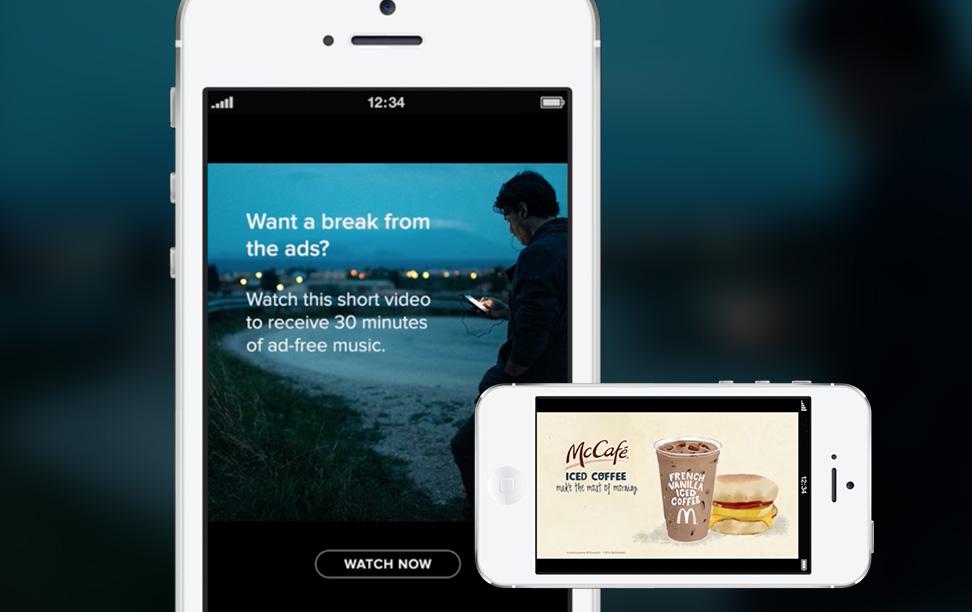 12:34
Want a break from
the ads?
Watch this short video
to receive 30 minutes
of ad-free music.
WATCH NOW
McCafé
ICED COFFEE
make the most of morning
FRENCH
VANILLA
ICED
COFFEE
12:34